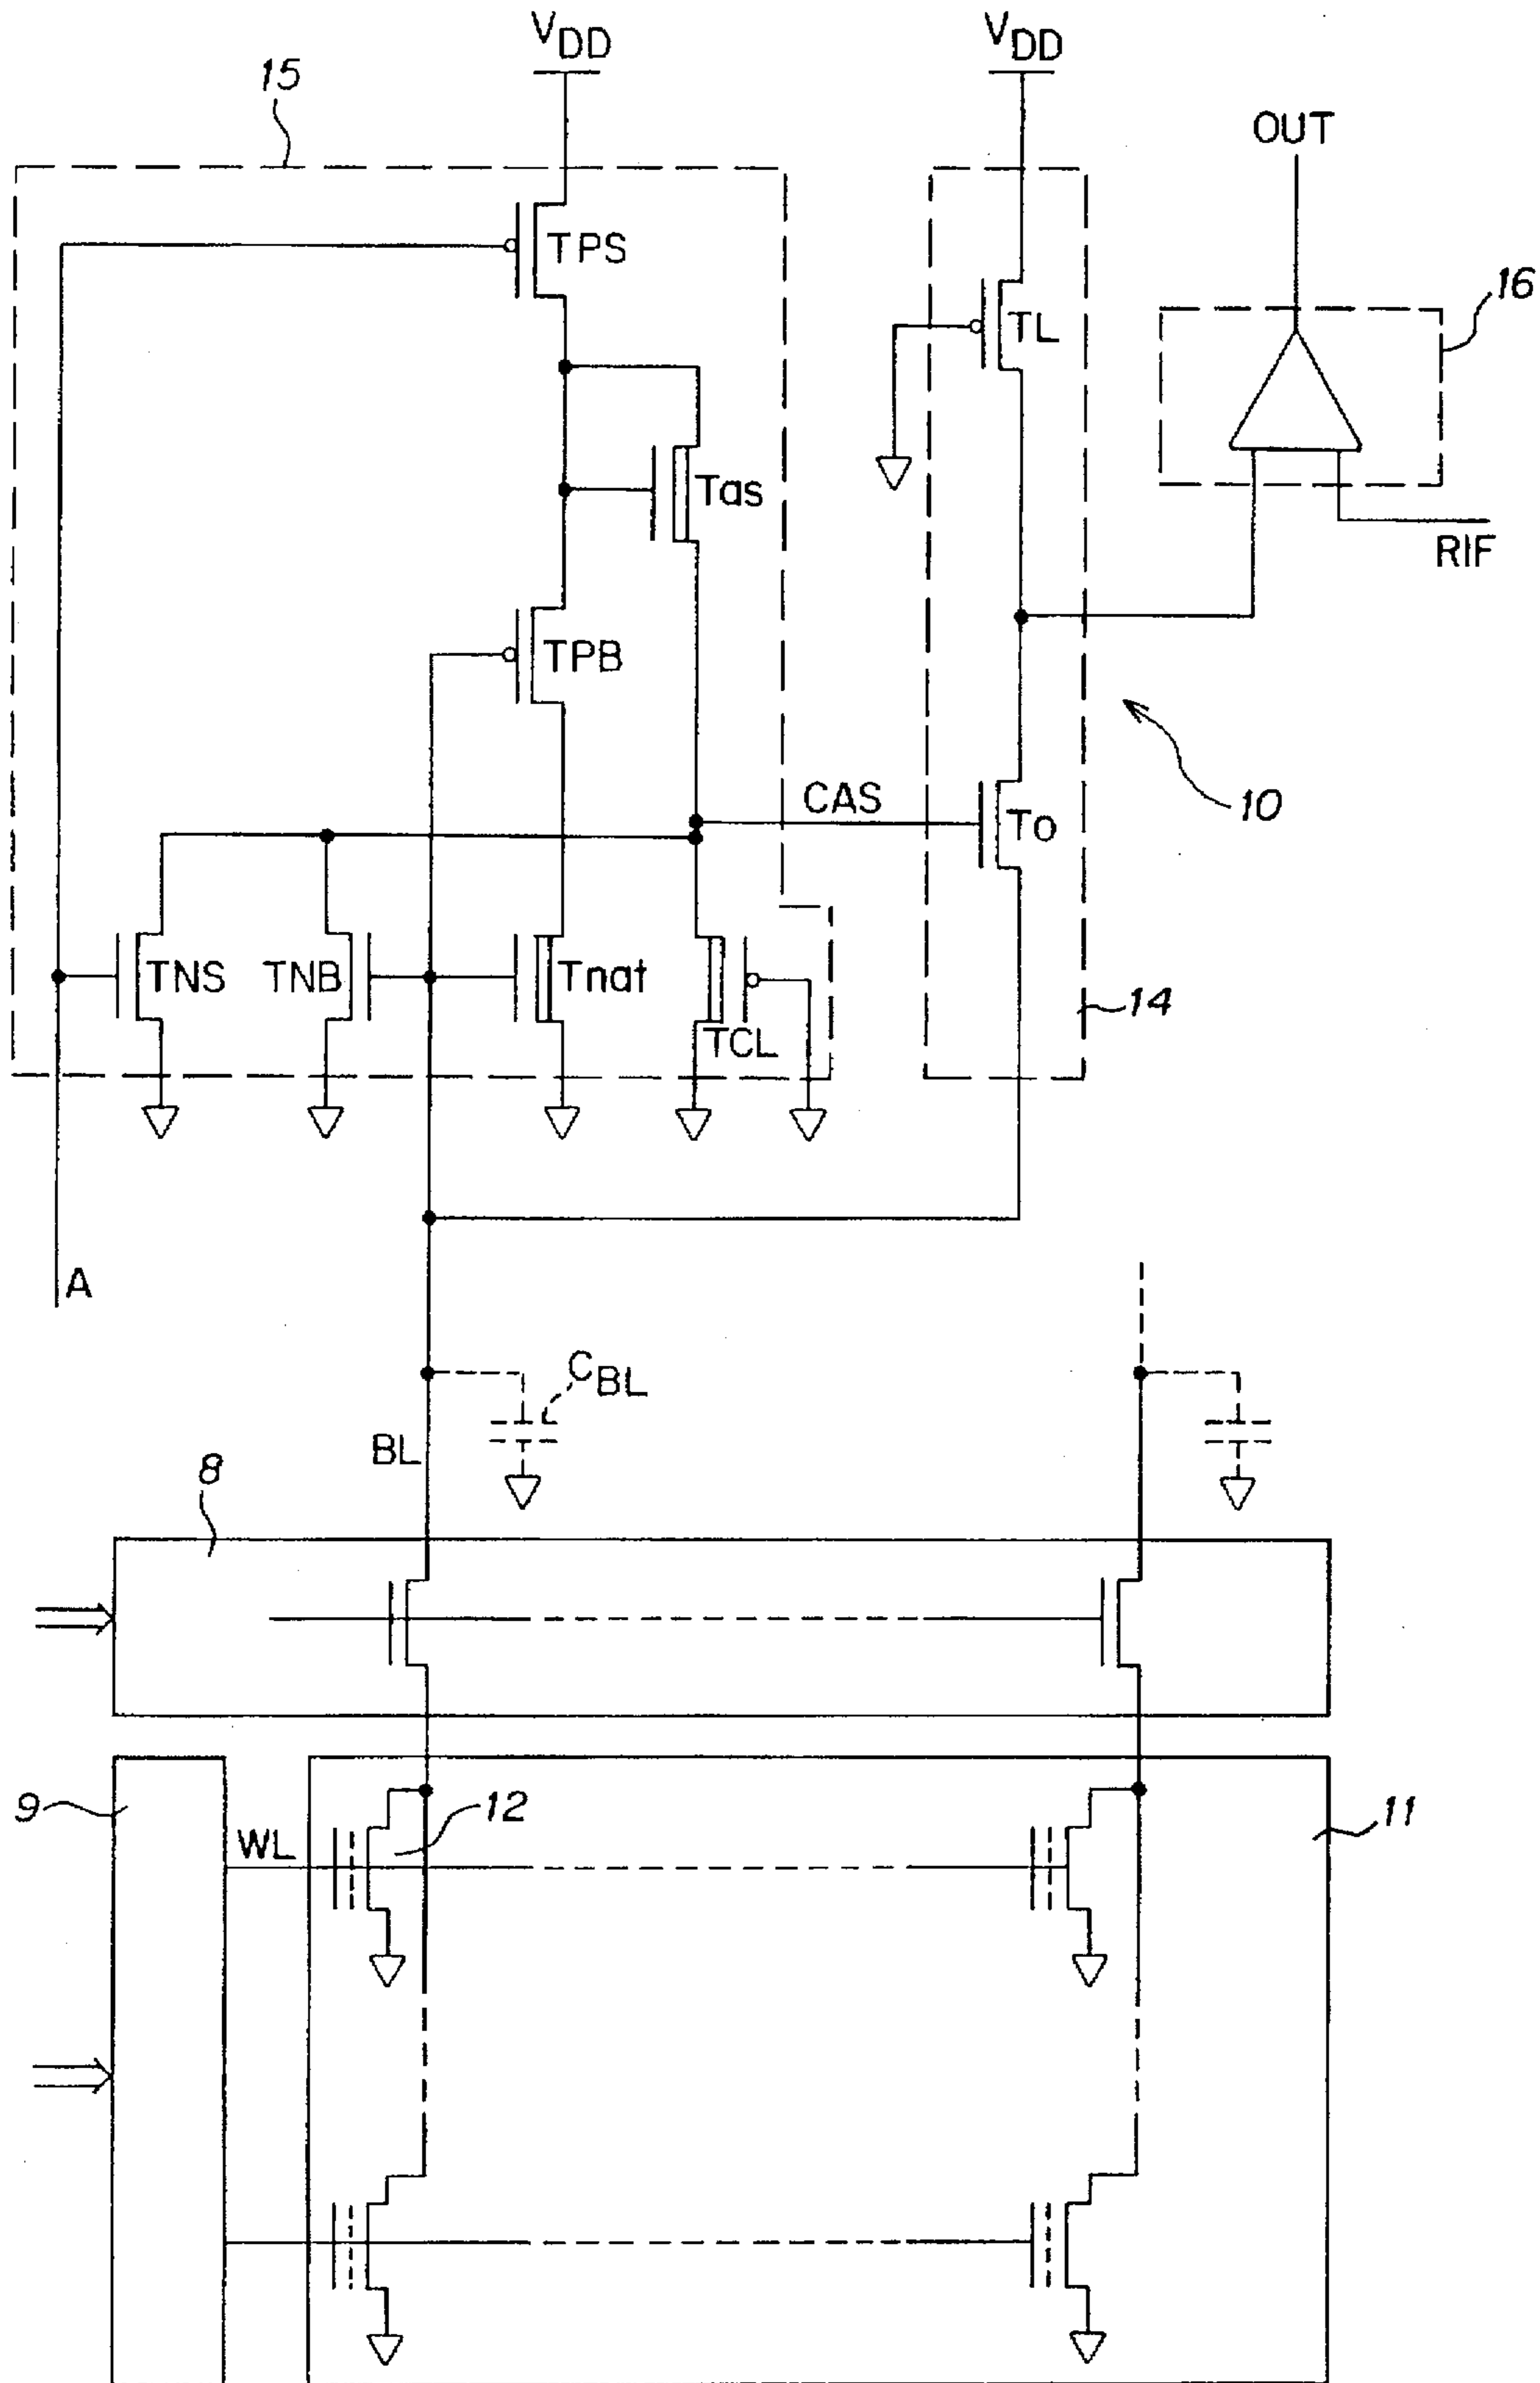 VDD
VDD
15
OUT
TPS
16
TL
Tas
RIF
TPB
CAS
To
10
TNS
TNB
Tnat
TCL
14
A
CBL
BL
8
9
WL
12
11